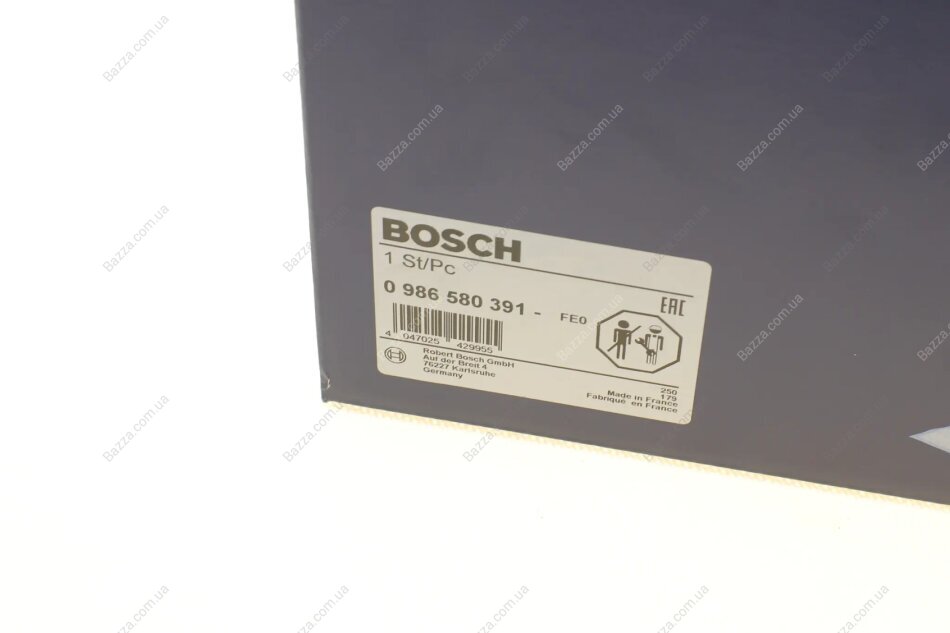 BOSCH
1 St/Pc
0 986 580 391 -
FE0
EAC
4 047025 429955
Robert Bosch GmbH
Auf der Breit 4
76227 Karlsruhe
Germany
250
179
Made in France
Fabriqué en France
Bazza.com.ua